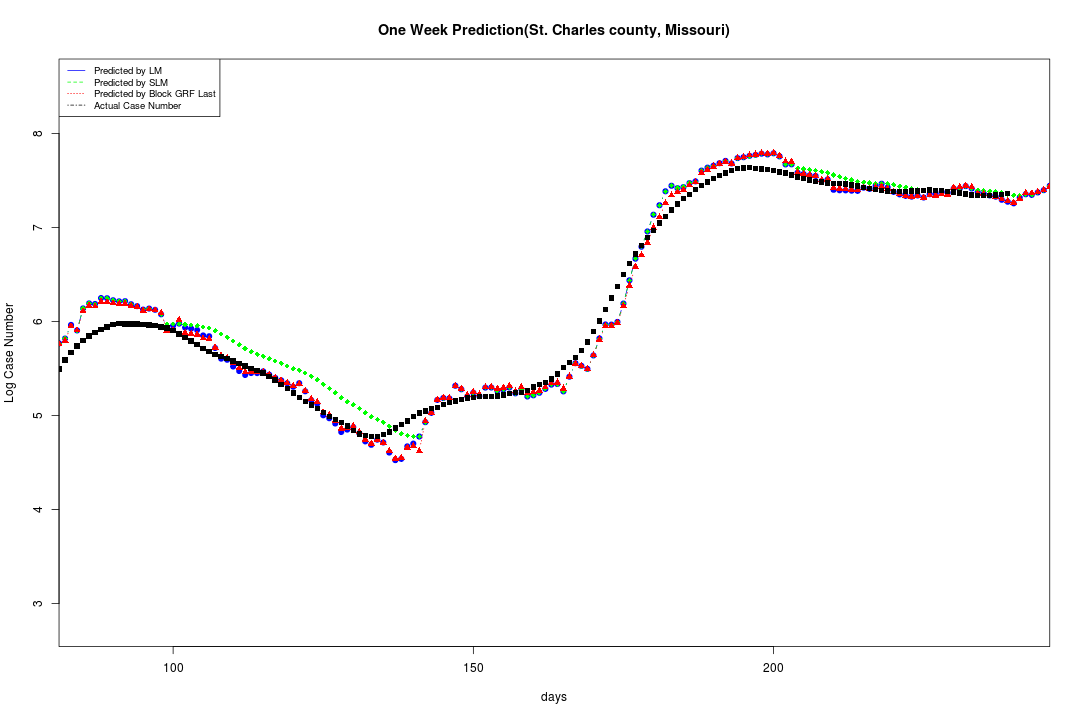 One Week Prediction(St. Charles county, Missouri)
Predicted by LM
Predicted by SLM
Predicted by Block GRF Last
Actual Case Number
8
7
6
5
4
3
Log Case Number
100 150 200
days